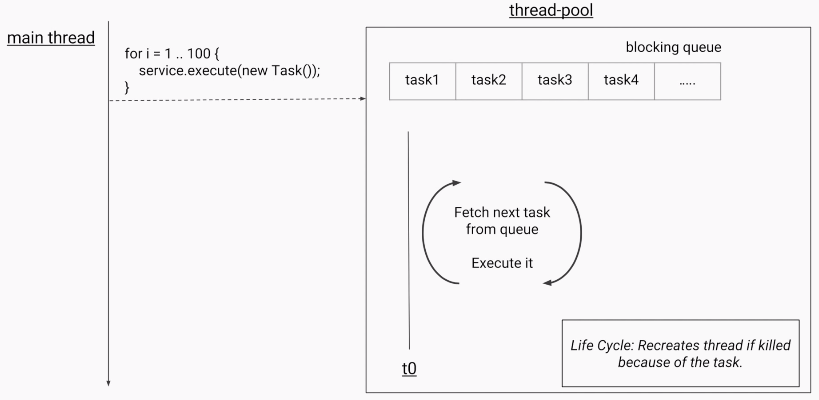 thread-pool
main thread
for i = 1 .. 100 {
service.execute(new Task());
}
blocking queue
task1 task2 task3 task4 .....
Fetch next task
from queue
Execute it
t0
Life Cycle: Recreates thread if killed
because of the task.